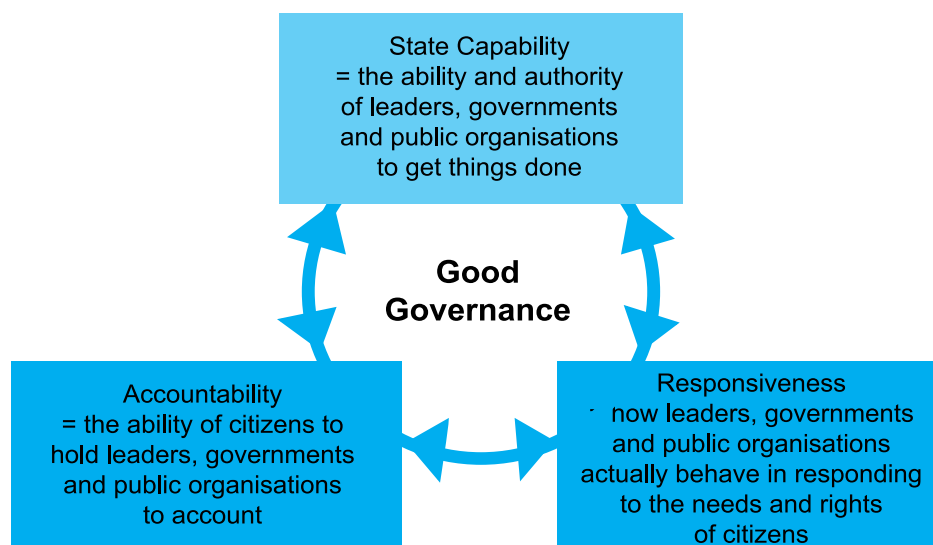 State Capability
= the ability and authority
of leaders, governments
and public organisations
to get things done
Good
Governance
Accountability
= the ability of citizens to
hold leaders, governments
and public organisations
to account
Responsiveness
now leaders, governments
and public organisations
actually behave in responding
to the needs and rights
of citizens